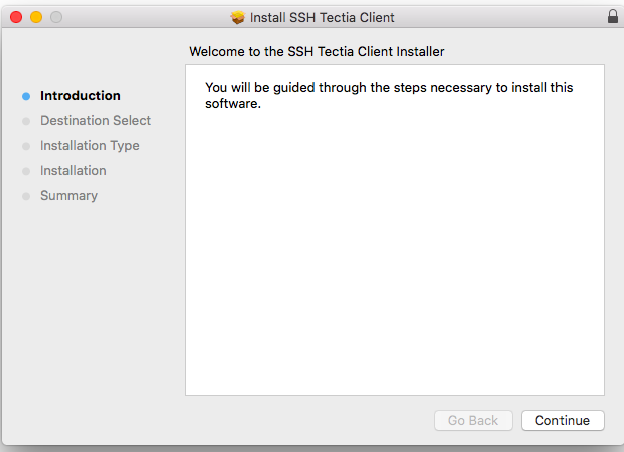 Install SSH Tectia Client
Welcome to the SSH Tectia Client Installer
Introduction
Destination Select
Installation Type
Installation
Summary
You will be guided through the steps necessary to install this
software.
Go Back
Continue